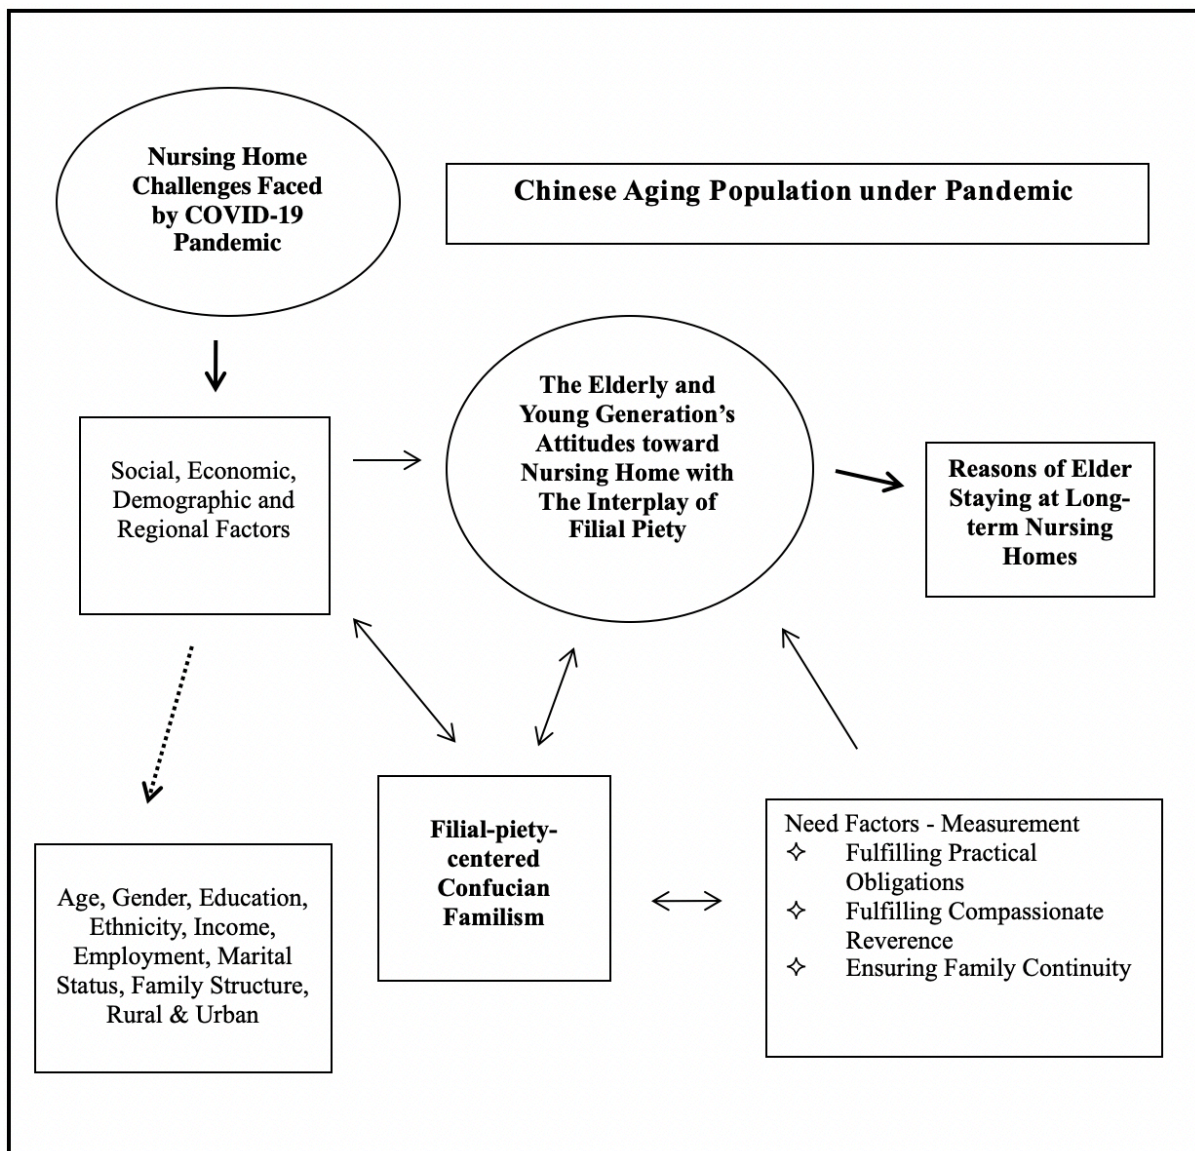 Nursing Home
Challenges Faced
by COVID-19
Pandemic
Chinese Aging Population under Pandemic
The Elderly and
Young Generation’s
Attitudes toward
Nursing Home with
The Interplay of
Filial Piety
Social, Economic,
Demographic and
Regional Factors
Reasons of Elder
Staying at Long-
term Nursing
Homes
Filial-piety-
centered
Confucian
Familism
Need Factors - Measurement
✧ Fulfilling Practical
Obligations
✧ Fulfilling Compassionate
Reverence
✧ Ensuring Family Continuity
Age, Gender, Education,
Ethnicity, Income,
Employment, Marital
Status, Family Structure,
Rural & Urban